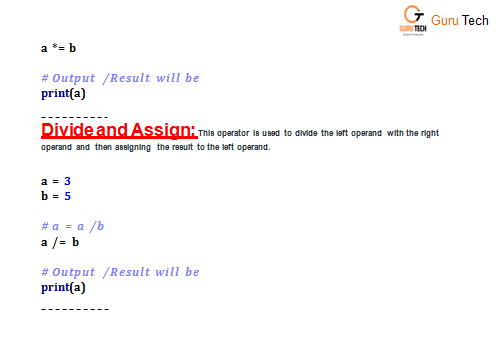 Guru Tech
GURU TECH
a *= b
# Output /Result will be
print(a)
----------
Divide and Assign: This operator is used to divide the left operand with the right
operand and then assigning the result to the left operand.
a = 3
b = 5
# a = a /b
a /= b
# Output /Result will be
print(a)
----------